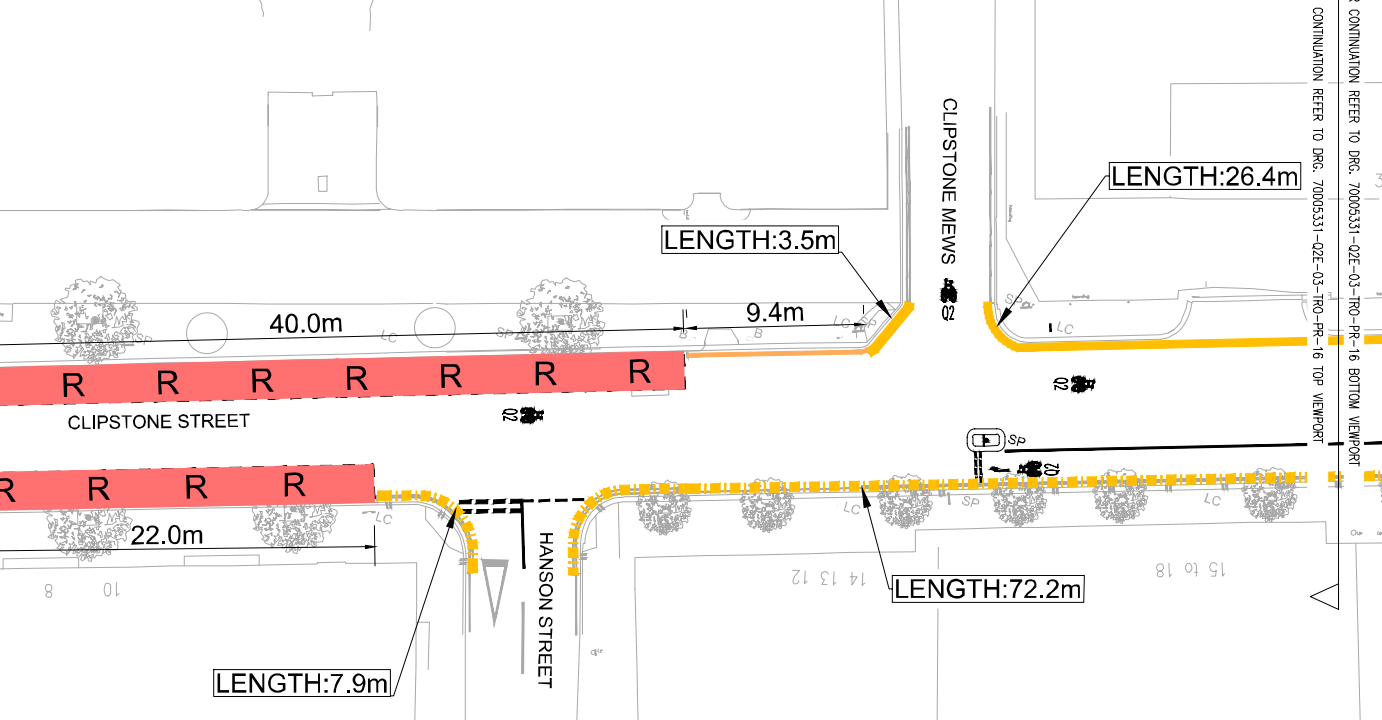 CONTINUATION REFER TO DRG. 70005331-Q2E-03-TRO-PR-16 BOTTOM VIEWPORT
CONTINUATION REFER TO DRG. 70005331-Q2E-03-TRO-PR-16 TOP VIEWPORT
CLIPSTONE MEWS
LENGTH:26.4m
LENGTH:3.5m
Q2
SP
LC
40.0m
9.4m
SP
LC
SP
B
B
LC
SP
R R R R R R R
Q2
CLIPSTONE STREET
Q2
SP
Q2
R R R R
LC
LC
SP
LC
22.0m
HANSON STREET
10
8
14 13 12
15 to 18
LENGTH:72.2m
LENGTH:7.9m